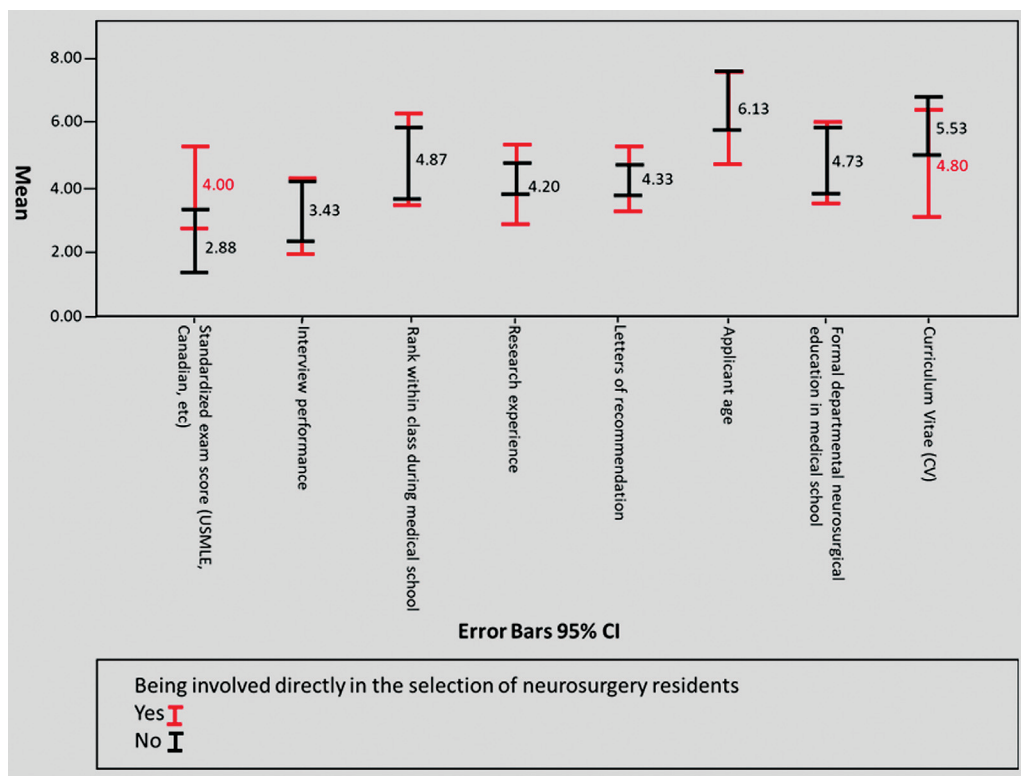 Mean
8.00
6.00
4.00
2.00
0.00
4.00
2.88
3.43
4.87
4.20
4.33
6.13
4.73
5.53
4.80
Standardized exam score (USMLE,
Canadian, etc)
Interview performance
Rank within class during medical school
Research experience
Letters of recommendation
Applicant age
Formal departmental neurosurgical
education in medical school
Curriculum Vitae (CV)
Error Bars 95% CI
Being involved directly in the selection of neurosurgery residents
Yes
No